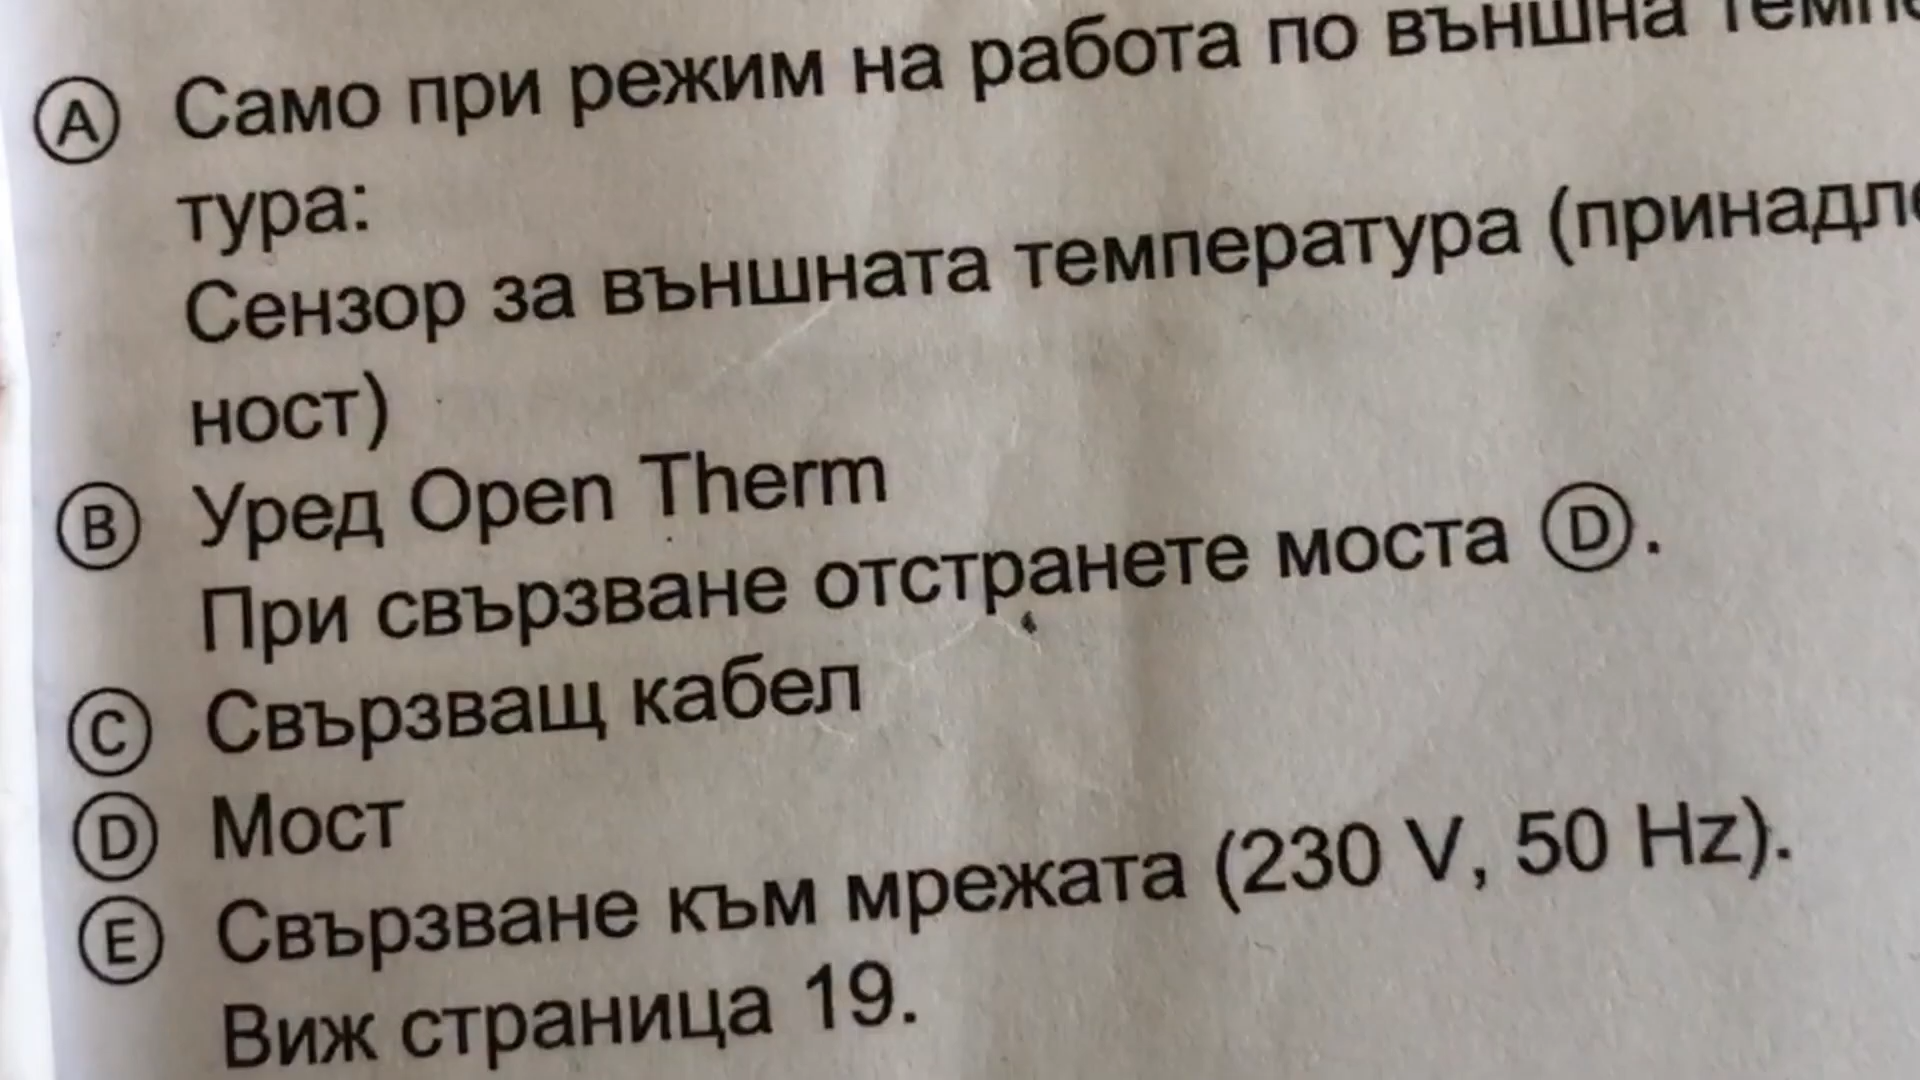 Ⓐ Само при режим на работа по външна
тура:
Сензор за външната температура
ност)
Ⓑ Уред Open Therm
При свързване отстранете моста Ⓓ.
Ⓒ Свързващ кабел
Ⓓ Мост
Ⓔ Свързване към мрежата (230 V, 50 Hz).
Виж страница 19.